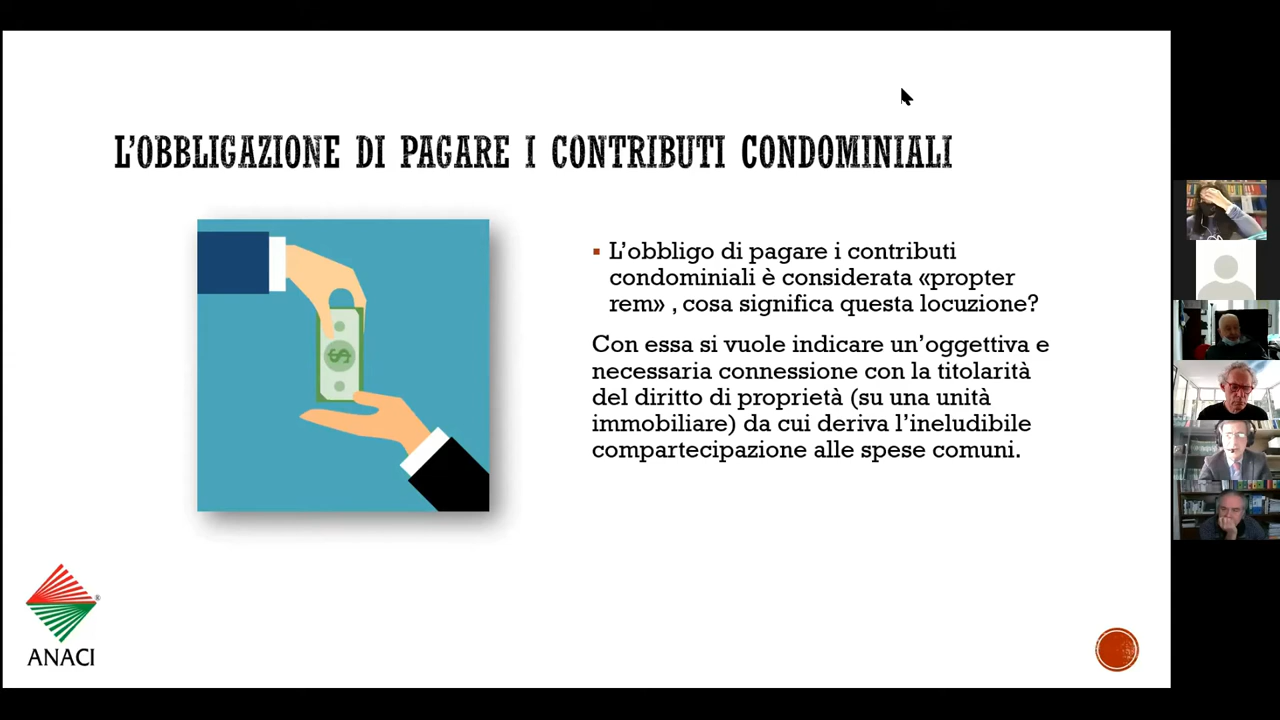 L'OBBLIGAZIONE DI PAGARE I CONTRIBUTI CONDOMINIALI
▪ L'obbligo di pagare i contributi
condominiali è considerata «propter
rem» , cosa significa questa locuzione?
Con essa si vuole indicare un'oggettiva e
necessaria connessione con la titolarità
del diritto di proprietà (su una unità
immobiliare) da cui deriva l'ineludibile
compartecipazione alle spese comuni.
$
®
ANACI